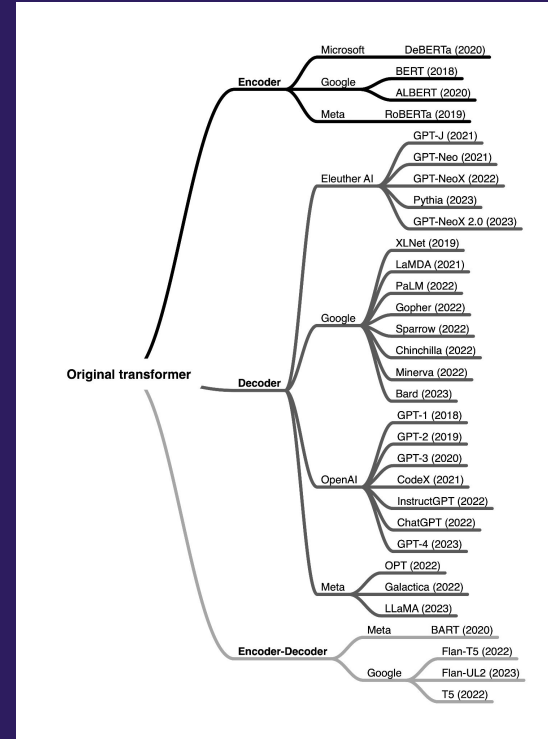 Microsoft DeBERTa (2020)
Encoder Google BERT (2018)
ALBERT (2020)
Meta RoBERTa (2019)
GPT-J (2021)
GPT-Neo (2021)
Eleuther AI GPT-NeoX (2022)
Pythia (2023)
GPT-NeoX 2.0 (2023)
XLNet (2019)
LaMDA (2021)
PaLM (2022)
Gopher (2022)
Google Sparrow (2022)
Chinchilla (2022)
Minerva (2022)
Bard (2023)
Original transformer Decoder
GPT-1 (2018)
GPT-2 (2019)
GPT-3 (2020)
OpenAI CodeX (2021)
InstructGPT (2022)
ChatGPT (2022)
GPT-4 (2023)
OPT (2022)
Meta Galactica (2022)
LLaMA (2023)
Encoder-Decoder Meta BART (2020)
Flan-T5 (2022)
Google Flan-UL2 (2023)
T5 (2022)